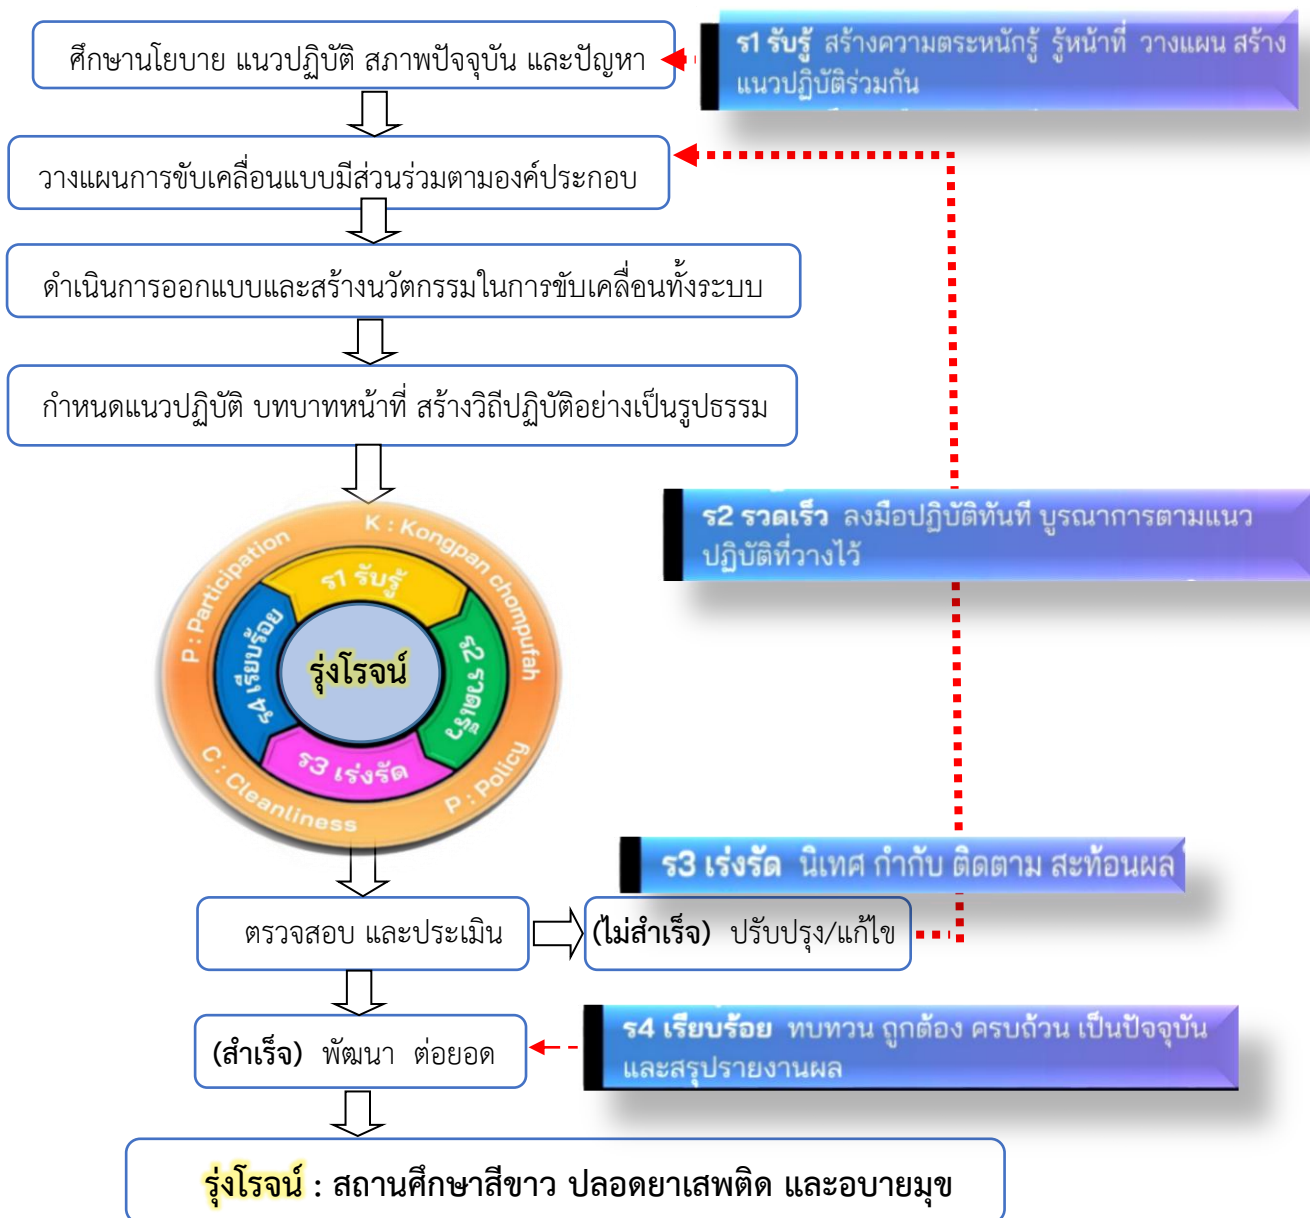 ศึกษานโยบาย แนวปฏิบัติ สภาพปัจจุบัน และปัญหา
ร1 รับรู้ สร้างความตระหนักรู้ รู้หน้าที่ วางแผน สร้าง
แนวปฏิบัติร่วมกัน
วางแผนการขับเคลื่อนแบบมีส่วนร่วมตามองค์ประกอบ
ดำเนินการออกแบบและสร้างนวัตกรรมในการขับเคลื่อนทั้งระบบ
กำหนดแนวปฏิบัติ บทบาทหน้าที่ สร้างวิถีปฏิบัติอย่างเป็นรูปธรรม
ร2 รวดเร็ว ลงมือปฏิบัติทันที บูรณาการตามแนว
ปฏิบัติที่วางไว้
P : Participation
K : Kongpan chompufah
P : Policy
C : Cleanliness
ร1 รับรู้
ร2 รวดเร็ว
ร3 เร่งรัด
ร4 เรียบร้อย
รุ่งโรจน์
ร3 เร่งรัด นิเทศ กำกับ ติดตาม สะท้อนผล
ตรวจสอบ และประเมิน
(ไม่สำเร็จ) ปรับปรุง/แก้ไข
ร4 เรียบร้อย ทบทวน ถูกต้อง ครบถ้วน เป็นปัจจุบัน
และสรุปรายงานผล
(สำเร็จ) พัฒนา ต่อยอด
รุ่งโรจน์ : สถานศึกษาสีขาว ปลอดยาเสพติด และอบายมุข